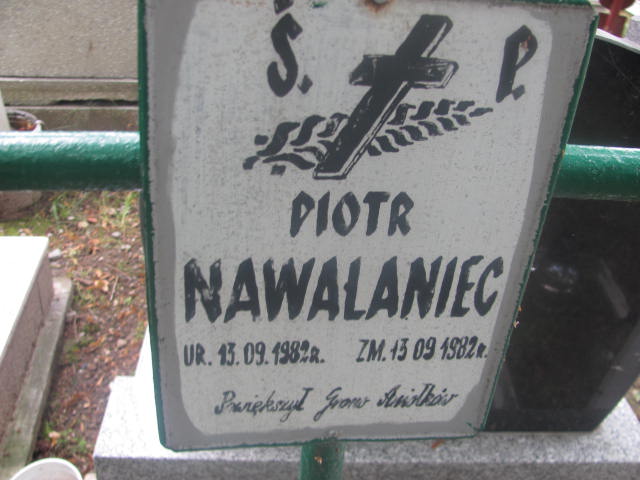 Ś. P.
PIOTR
NAWALANIEC
UR. 13.09.1982R. ZM. 13 09 1982R.
Powiększył Grono Aniołków